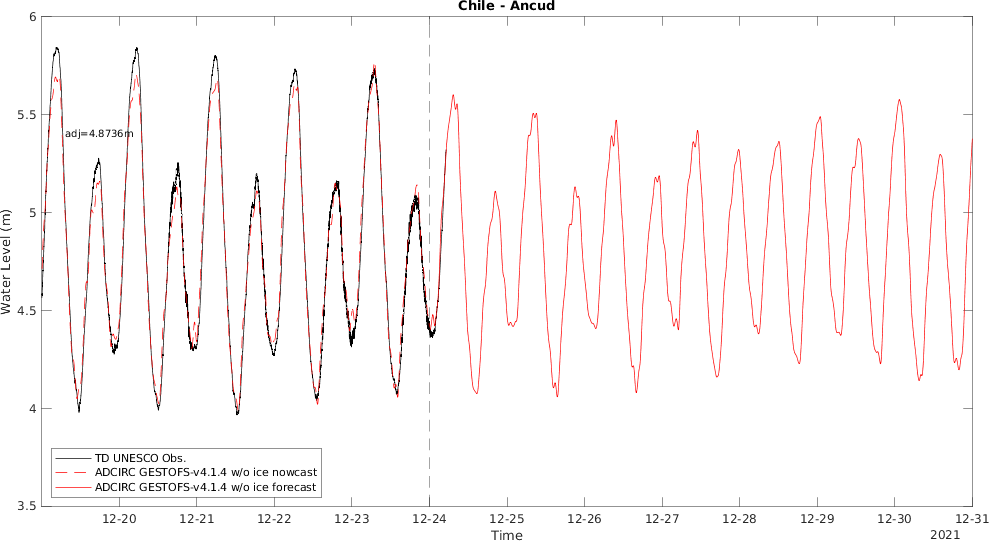 Chile - Ancud
Water Level (m)
6
5.5
5
4.5
4
3.5
adj=4.8736m
TD UNESCO Obs.
ADCIRC GESTOFS-v4.1.4 w/o ice nowcast
ADCIRC GESTOFS-v4.1.4 w/o ice forecast
12-20 12-21 12-22 12-23 12-24 12-25 12-26 12-27 12-28 12-29 12-30 12-31
Time
2021